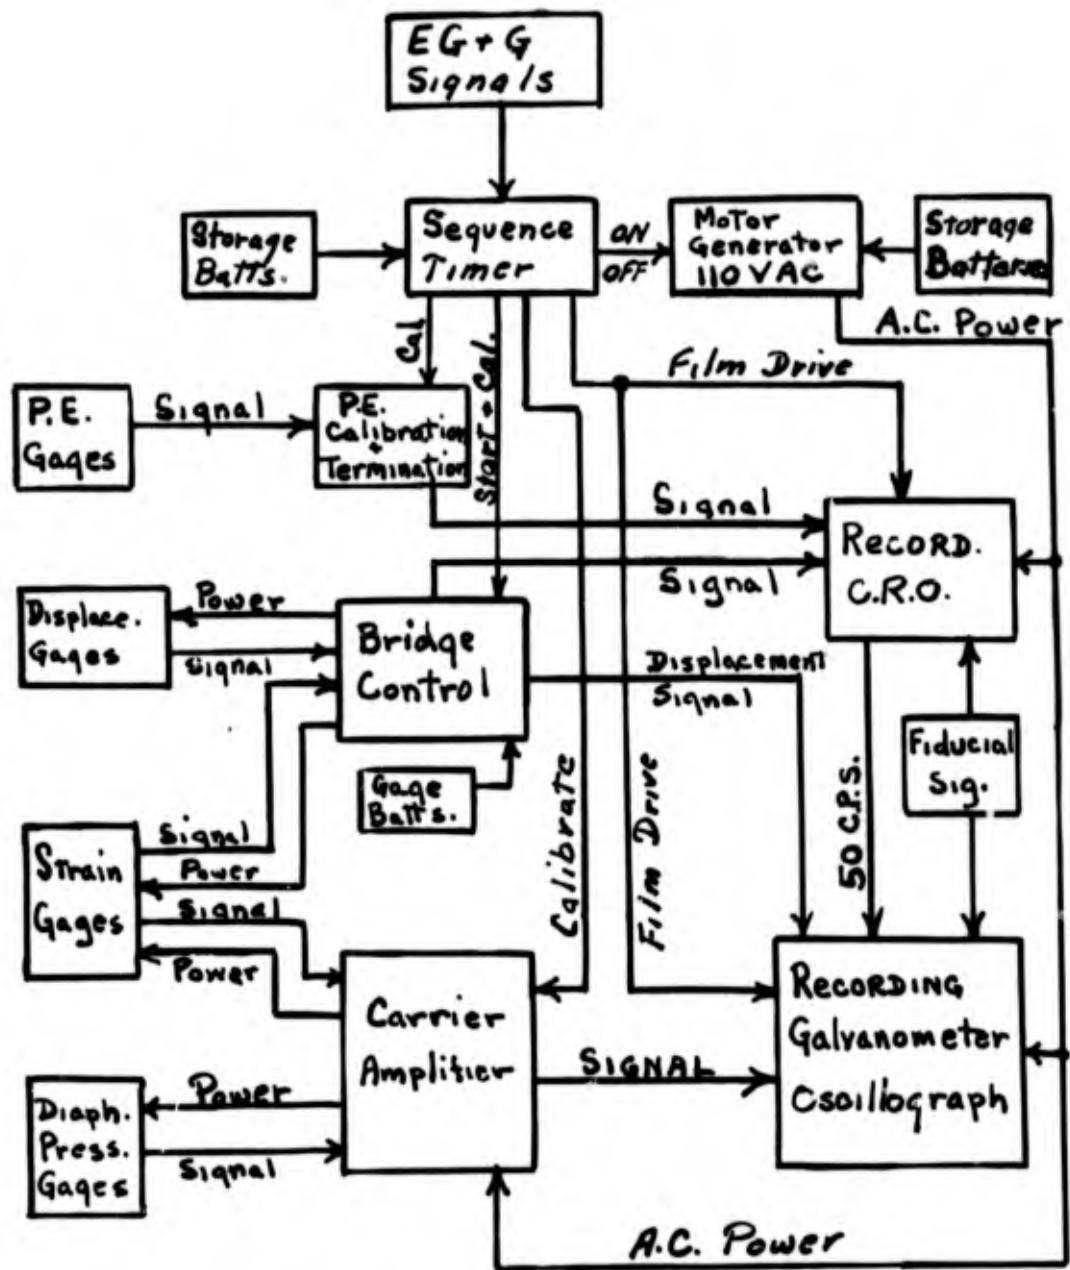 EG + G
Signals
Storage
Batts.
Sequence
Timer
ON
OFF
Motor
Generator
110 VAC
Storage
A.C. Power
Cal
Start + Cal.
Film Drive
P.E.
Gages
Signal
P.E.
Calibration
+
Termination
Signal
Record.
C.R.O.
Signal
Displace.
Gages
Power
Signal
Bridge
Control
Displacement
Signal
Gage
Batts.
Fiducial
Sig.
50 C.P.S.
Calibrate
Film Drive
Strain
Gages
Signal
Power
Signal
Power
Carrier
Amplifier
SIGNAL
RECORDING
Galvanometer
Oscillograph
Diaph.
Press.
Gages
Power
Signal
A.C. Power